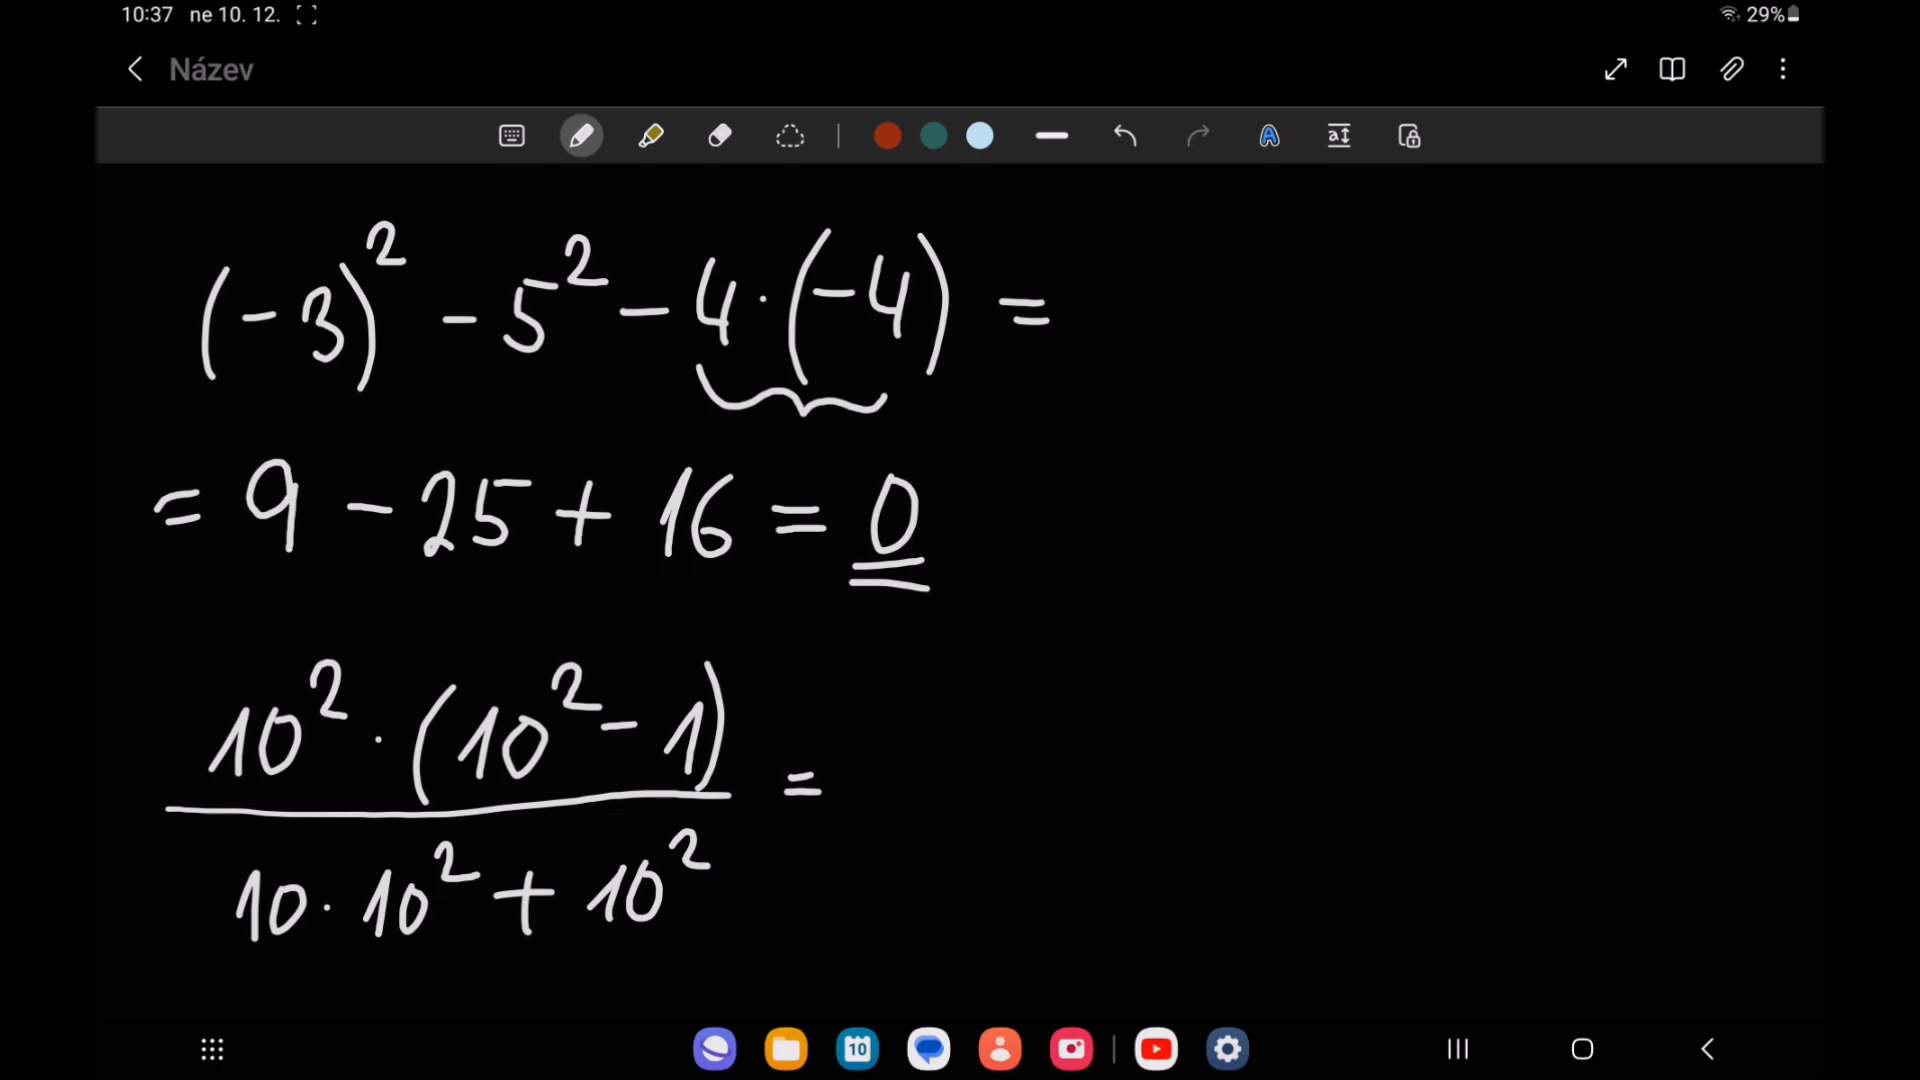 10:37 ne 10. 12. 29%
Název
(-3)² - 5² - 4 · (-4) =
= 9 - 25 + 16 = 0
10² · (10² - 1) =
10 · 10² + 10²
10